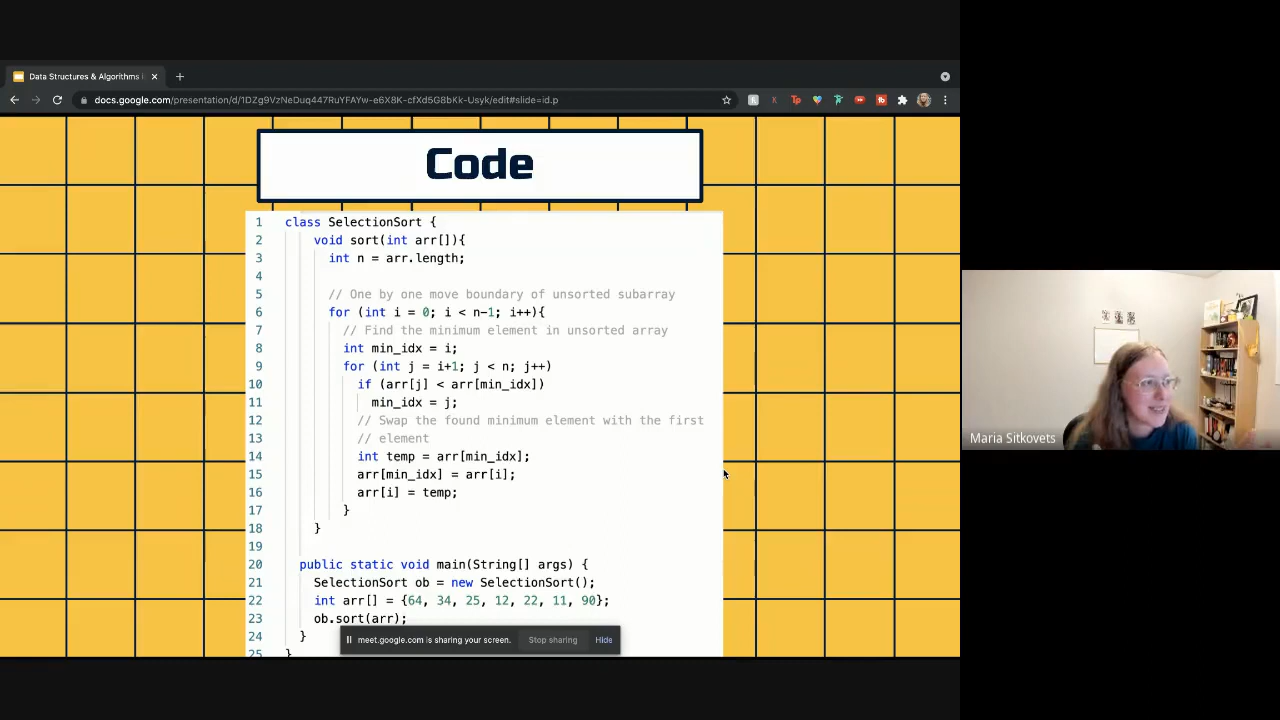 Data Structures & Algorithms i
docs.google.com/presentation/d/1DZg9VzNeDuq447RuYFAYw-e6X8K-cfXd5G8bKk-Usyk/edit#slide=id.p
Code
1 class SelectionSort {
2 void sort(int arr[]){
3 int n = arr.length;
4
5 // One by one move boundary of unsorted subarray
6 for (int i = 0; i < n-1; i++){
7 // Find the minimum element in unsorted array
8 int min_idx = i;
9 for (int j = i+1; j < n; j++)
10 if (arr[j] < arr[min_idx])
11 min_idx = j;
12 // Swap the found minimum element with the first
13 // element
14 int temp = arr[min_idx];
15 arr[min_idx] = arr[i];
16 arr[i] = temp;
17 }
18 }
19
20 public static void main(String[] args) {
21 SelectionSort ob = new SelectionSort();
22 int arr[] = {64, 34, 25, 12, 22, 11, 90};
23 ob.sort(arr);
24 }
25 }
meet.google.com is sharing your screen. Stop sharing Hide
Maria Sitkovets